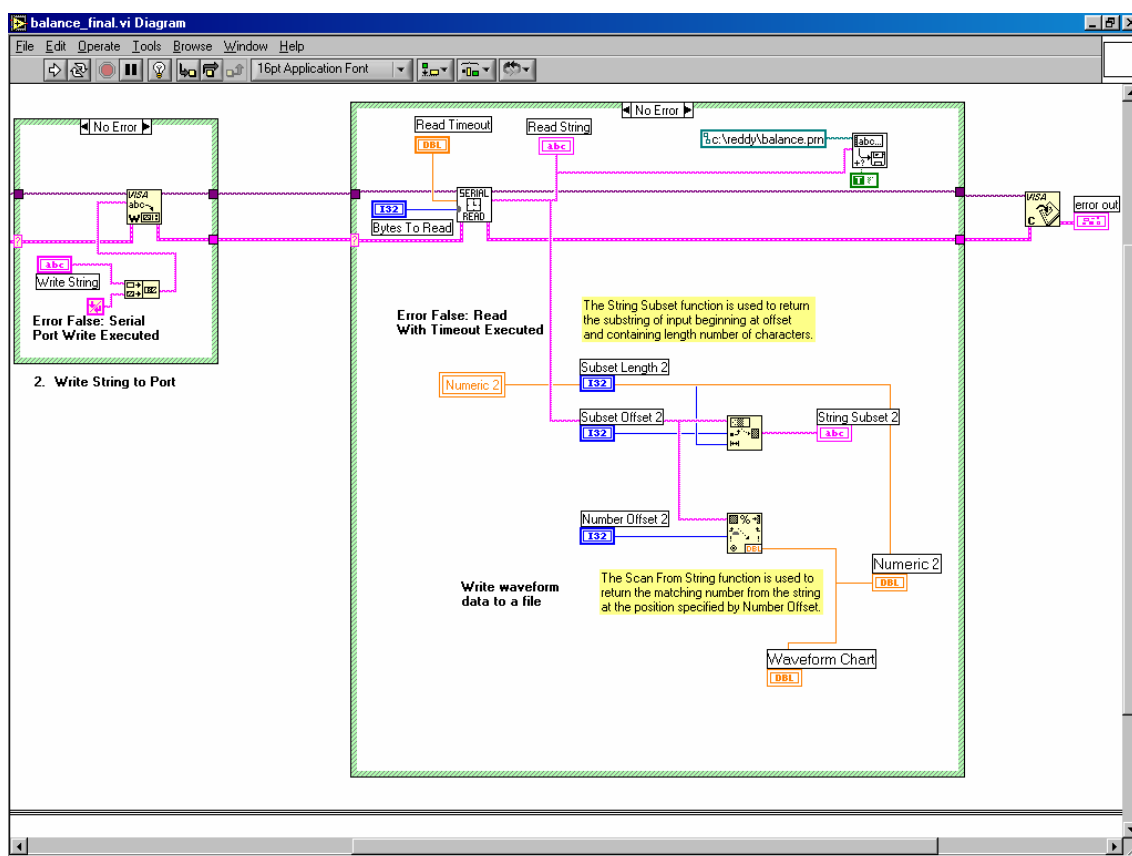 balance_final.vi Diagram
File Edit Operate Tools Browse Window Help
16pt Application Font
No Error
VISA
abc
W
abc
Write String
Error False: Serial
Port Write Executed
2. Write String to Port
No Error
Read Timeout
DBL
Read String
abc
c:\reddy\balance.prn
abc...
T F
I32
Bytes To Read
SERIAL
READ
VISA
C
error out
Error False: Read
With Timeout Executed
The String Subset function is used to return
the substring of input beginning at offset
and containing length number of characters.
Numeric 2
Subset Length 2
I32
Subset Offset 2
I32
String Subset 2
abc
Number Offset 2
I32
DBL
Numeric 2
DBL
Write waveform
data to a file
The Scan From String function is used to
return the matching number from the string
at the position specified by Number Offset.
Waveform Chart
DBL